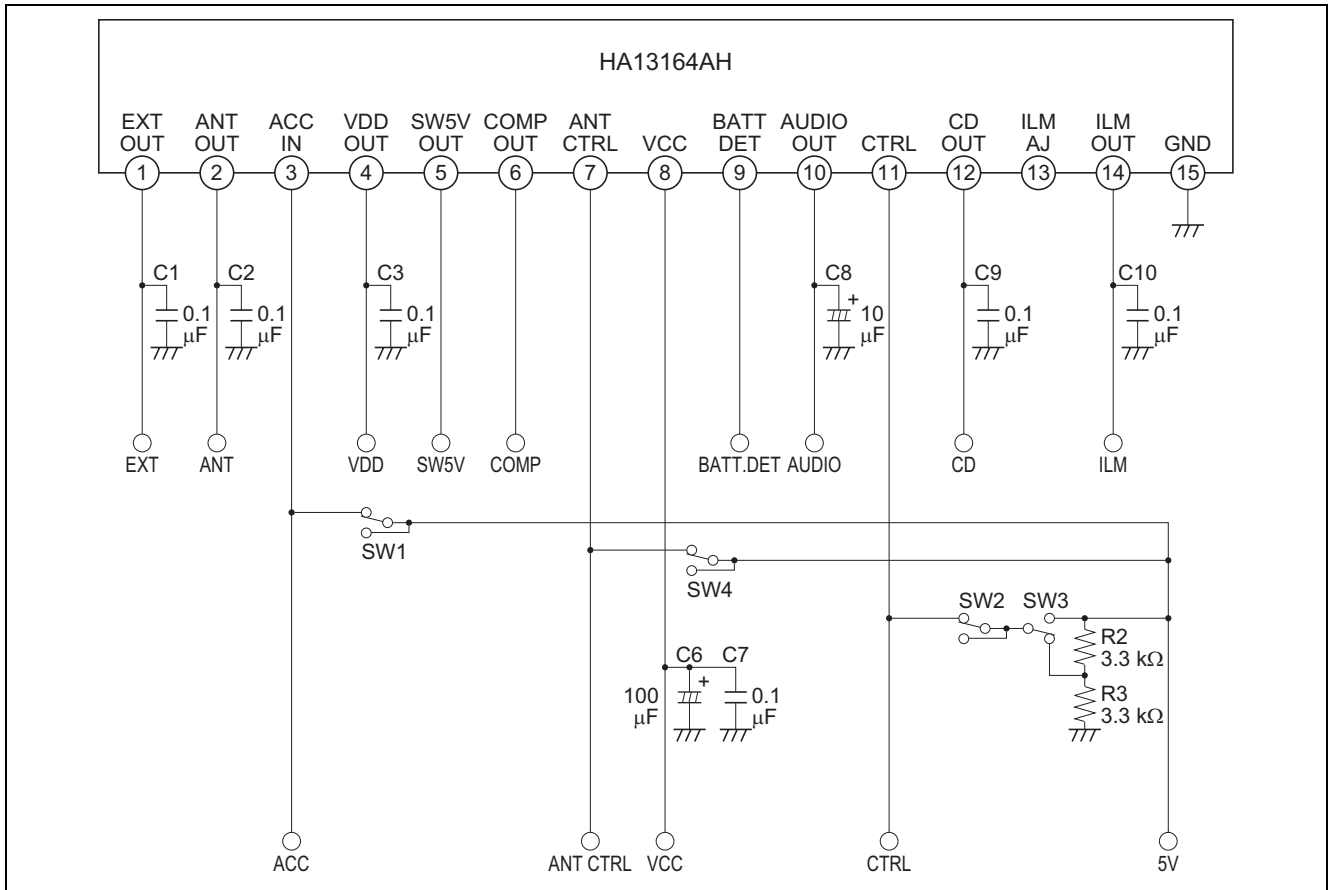 HA13164AH
EXT OUT
ANT OUT
ACC IN
VDD OUT
SW5V OUT
COMP OUT
ANT CTRL
VCC
BATT DET
AUDIO OUT
CTRL
CD OUT
ILM AJ
ILM OUT
GND
1 2 3 4 5 6 7 8 9 10 11 12 13 14 15
C1 0.1 µF
C2 0.1 µF
C3 0.1 µF
C8 + 10 µF
C9 0.1 µF
C10 0.1 µF
EXT ANT VDD SW5V COMP BATT.DET AUDIO CD ILM
SW1
SW4
SW2 SW3
R2 3.3 kΩ
R3 3.3 kΩ
C6 + 100 µF
C7 0.1 µF
ACC ANT CTRL VCC CTRL 5V